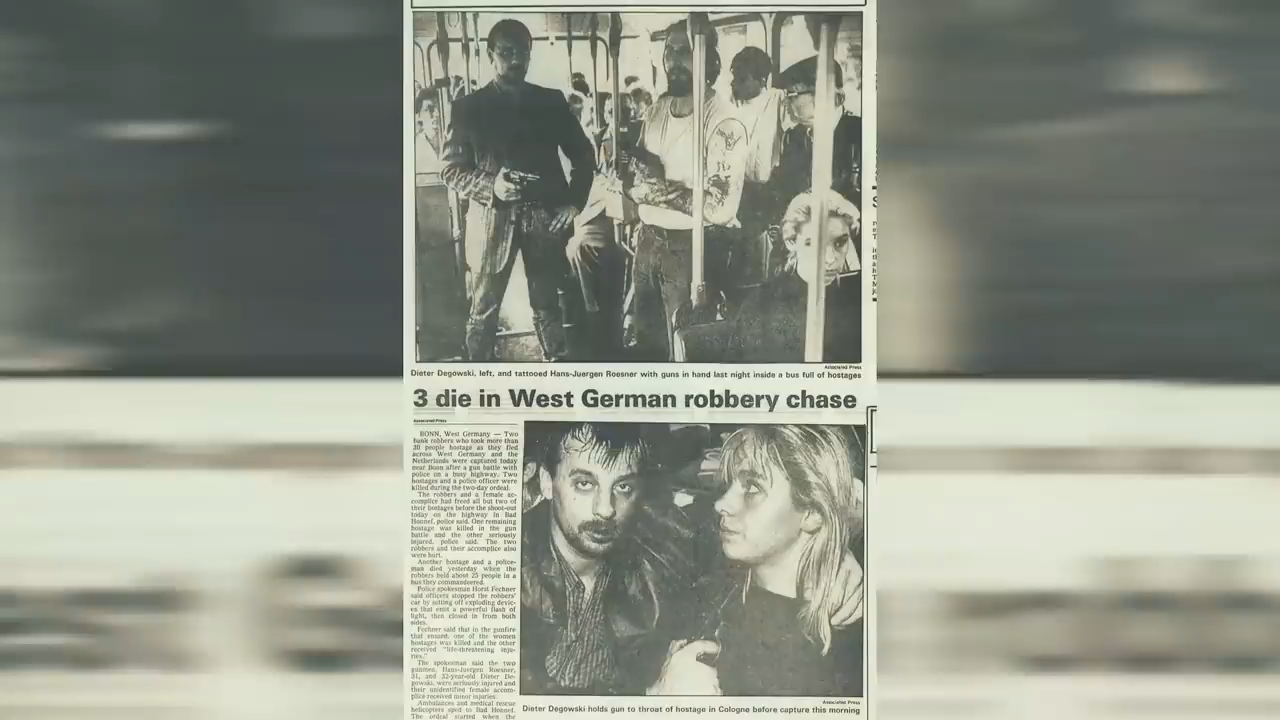 Associated Press
Dieter Degowski, left, and tattooed Hans-Juergen Roesner with guns in hand last night inside a bus full of hostages
3 die in West German robbery chase
Associated Press
BONN, West Germany — Two
bank robbers who took more than
30 people hostage as they fled
across West Germany and the
Netherlands were captured today
near Bonn after a gun battle with
police on a busy highway. Two
hostages and a police officer were
killed during the two-day ordeal.
The robbers and a female ac-
complice had freed all but two of
their hostages before the shoot-out
today on the highway in Bad
Honnef, police said. One remaining
hostage was killed in the gun
battle and the other seriously
injured, police said. The two
robbers and their accomplice also
were hurt.
Another hostage and a police-
man died yesterday when the
robbers held about 25 people in a
bus they commandeered.
Police spokesman Horst Fechner
said officers stopped the robbers'
car by setting off exploding devic-
es that emit a powerful flash of
light, then closed in from both
sides.
Fechner said that in the gunfire
that ensued, one of the women
hostages was killed and the other
received "life-threatening inju-
ries."
The spokesman said the two
gunmen, Hans-Juergen Roesner,
31, and 32-year-old Dieter De-
gowski, were seriously injured and
their unidentified female accom-
plice received minor injuries.
Ambulances and medical rescue
helicopters sped to Bad Honnef.
The ordeal started when the
Associated Press
Dieter Degowski holds gun to throat of hostage in Cologne before capture this morning